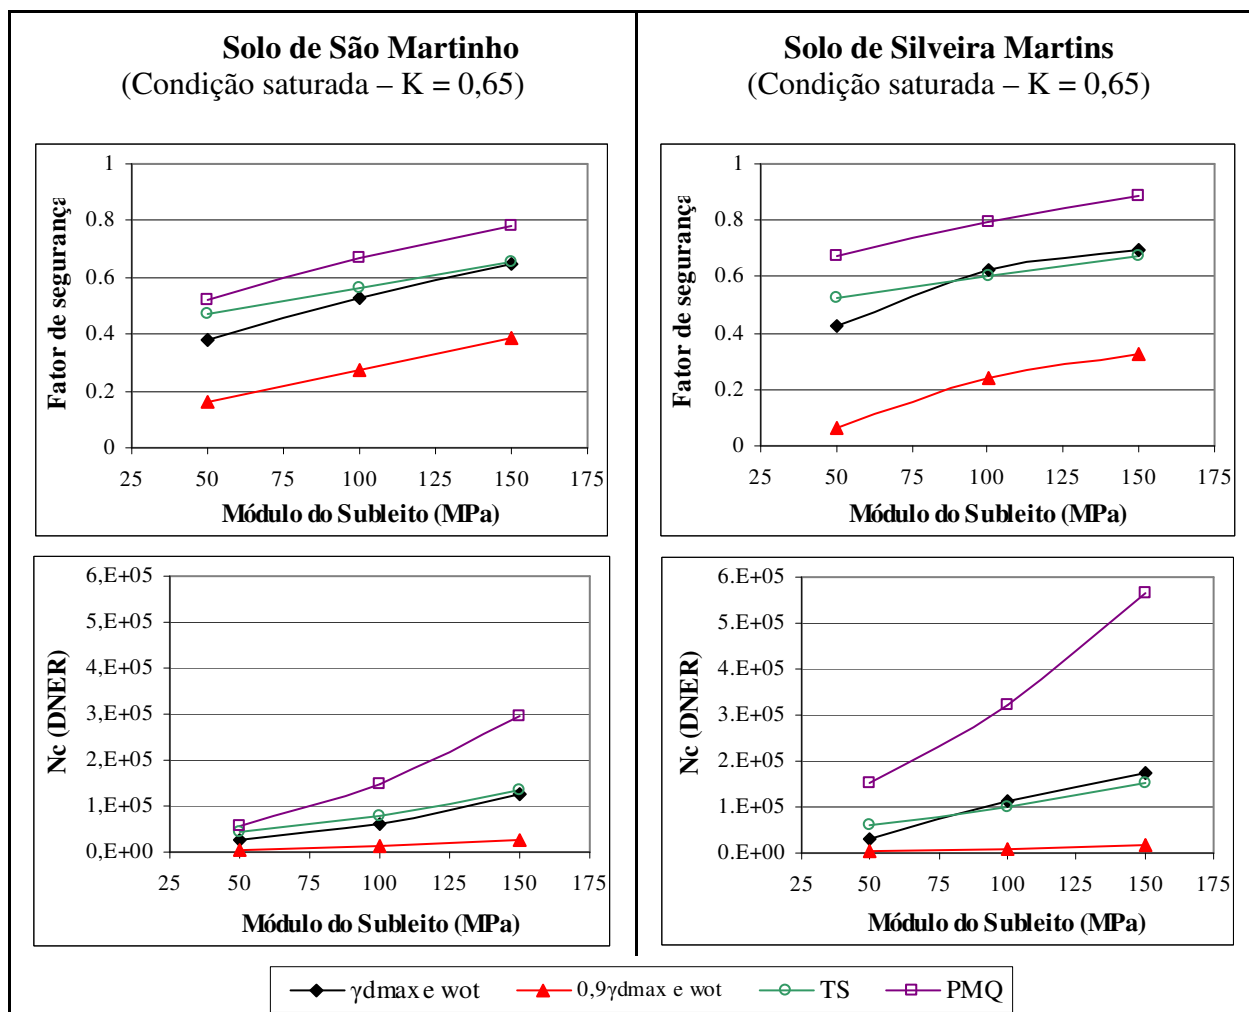 Solo de São Martinho
(Condição saturada – K = 0,65)
Solo de Silveira Martins
(Condição saturada – K = 0,65)
Fator de segurança
1
0.8
0.6
0.4
0.2
0
25 50 75 100 125 150 175
Módulo do Subleito (MPa)
Fator de segurança
1
0.8
0.6
0.4
0.2
0
25 50 75 100 125 150 175
Módulo do Subleito (MPa)
Nc (DNER)
6,E+05
5,E+05
4,E+05
3,E+05
2,E+05
1,E+05
0,E+00
25 50 75 100 125 150 175
Módulo do Subleito (MPa)
Nc (DNER)
6.E+05
5.E+05
4.E+05
3.E+05
2.E+05
1.E+05
0.E+00
25 50 75 100 125 150 175
Módulo do Subleito (MPa)
γdmax e wot 0,9γdmax e wot TS PMQ